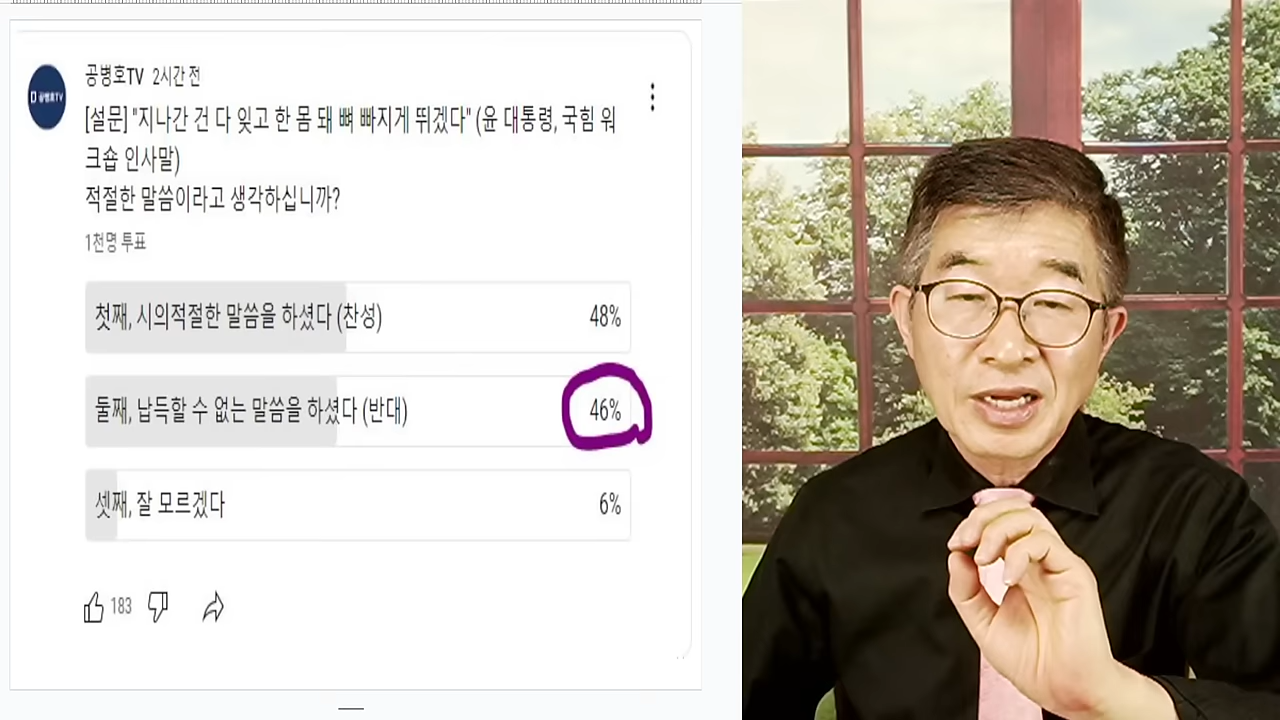 공병호TV
공병호TV 2시간 전
[설문] "지나간 건 다 잊고 한 몸 돼 뼈 빠지게 뛰겠다" (윤 대통령, 국힘 워
크숍 인사말)
적절한 말씀이라고 생각하십니까?
1천명 투표
첫째, 시의적절한 말씀을 하셨다 (찬성) 48%
둘째, 납득할 수 없는 말씀을 하셨다 (반대) 46%
셋째, 잘 모르겠다 6%
183